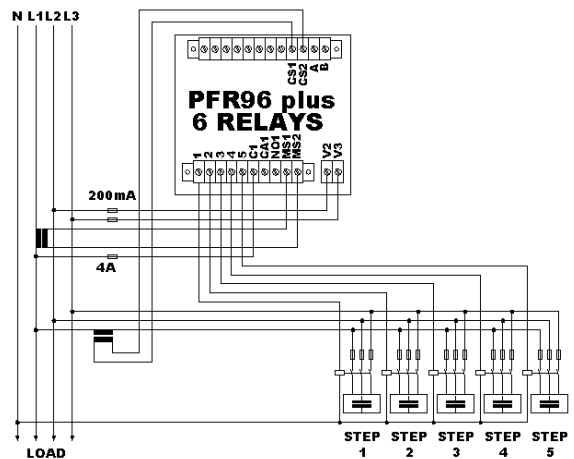 N L1 L2 L3
CS1
CS2
A
B
PFR96 plus
6 RELAYS
1
2
3
4
5
C1
CA1
NO1
MS1
MS2
V2
V3
200mA
4A
STEP
1
STEP
2
STEP
3
STEP
4
STEP
5
LOAD